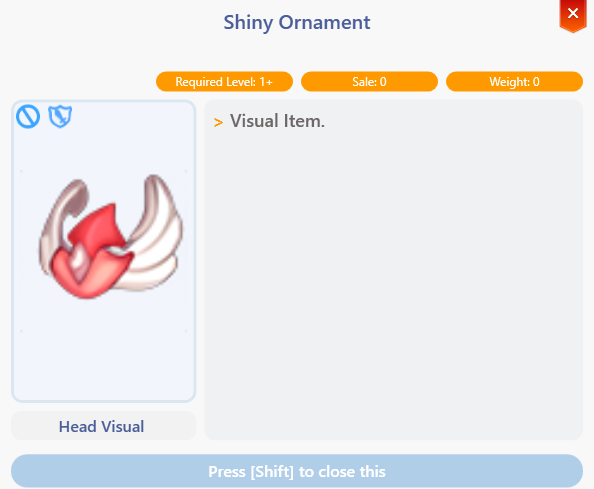 Shiny Ornament
Required Level: 1+
Sale: 0
Weight: 0
> Visual Item.
Head Visual
Press [Shift] to close this